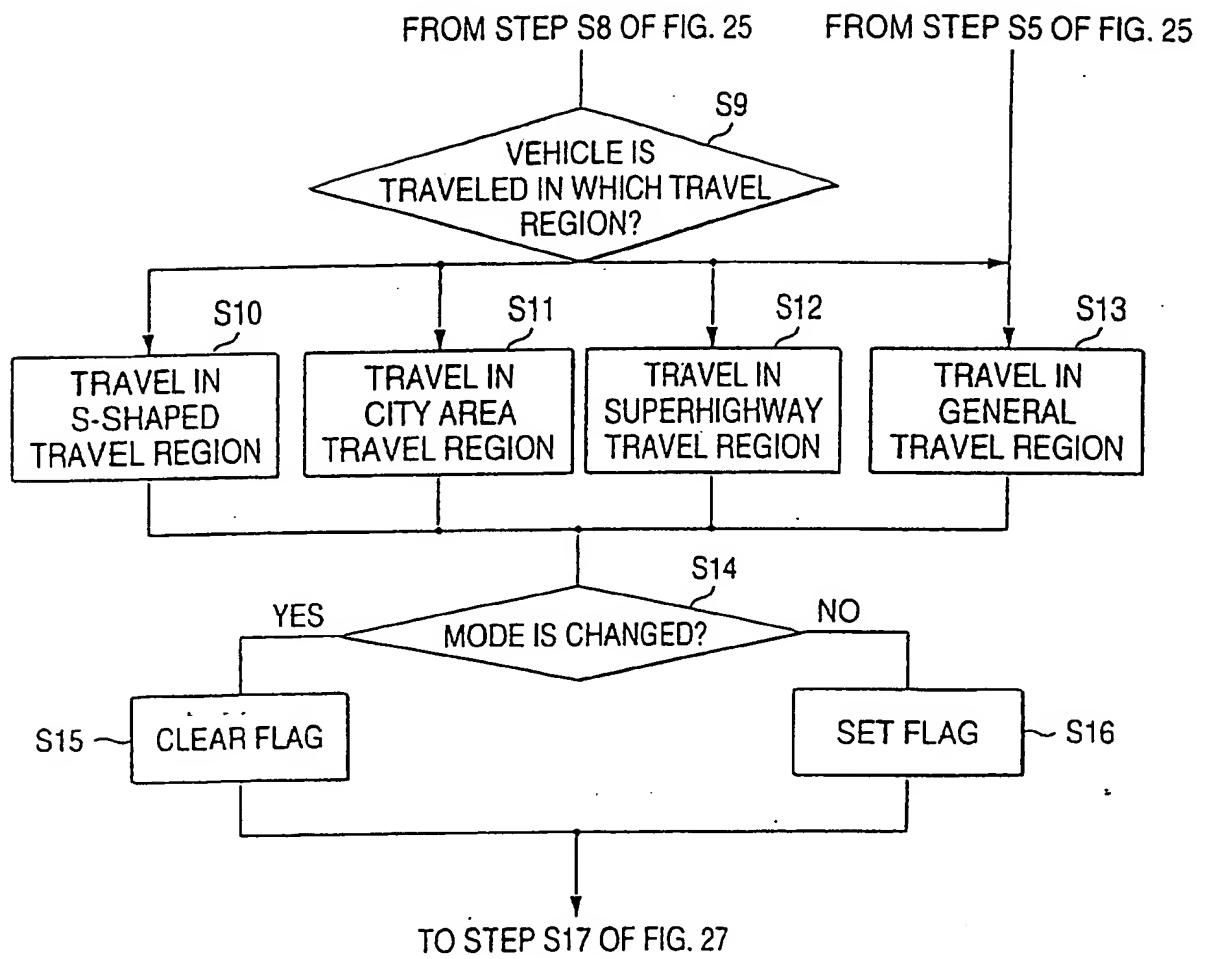 FROM STEP S8 OF FIG. 25
FROM STEP S5 OF FIG. 25
S9
VEHICLE IS
TRAVELED IN WHICH TRAVEL
REGION?
S10
S11
S12
S13
TRAVEL IN
S-SHAPED
TRAVEL REGION
TRAVEL IN
CITY AREA
TRAVEL REGION
TRAVEL IN
SUPERHIGHWAY
TRAVEL REGION
TRAVEL IN
GENERAL
TRAVEL REGION
S14
YES
MODE IS CHANGED?
NO
S15
CLEAR FLAG
SET FLAG
S16
TO STEP S17 OF FIG. 27